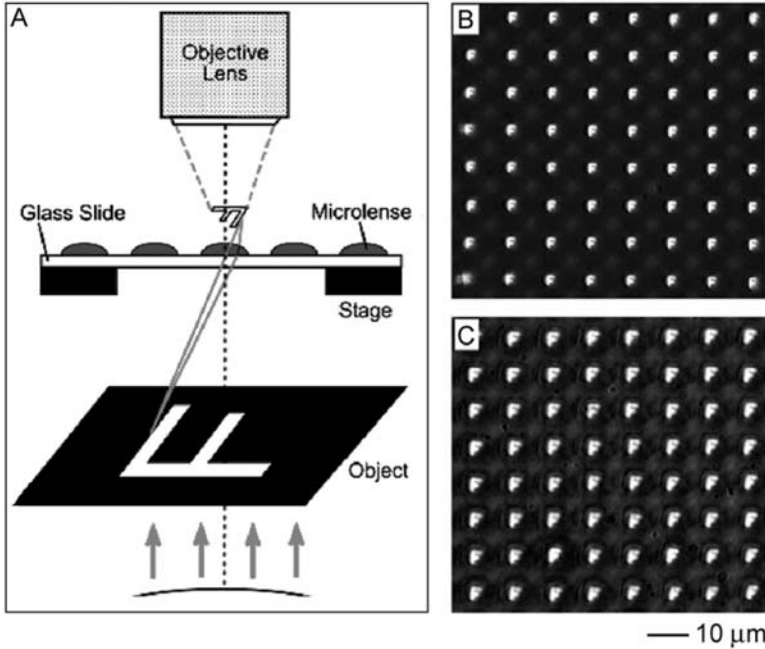 A
Objective
Lens
Glass Slide
Microlense
Stage
Object
B
C
10 μm